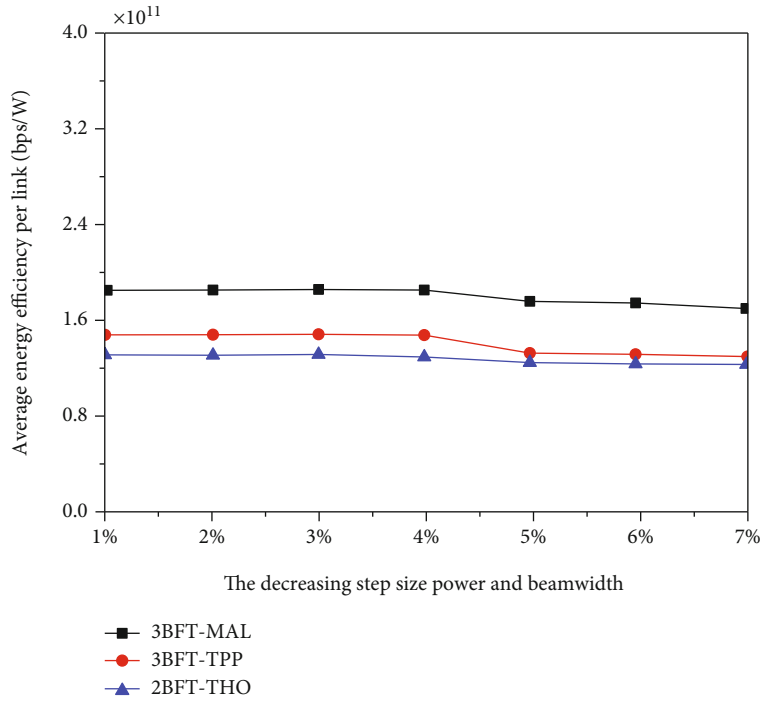 ×10¹¹
4.0
3.2
2.4
1.6
0.8
0.0
Average energy efficiency per link (bps/W)
1% 2% 3% 4% 5% 6% 7%
The decreasing step size power and beamwidth
3BFT-MAL
3BFT-TPP
2BFT-THO